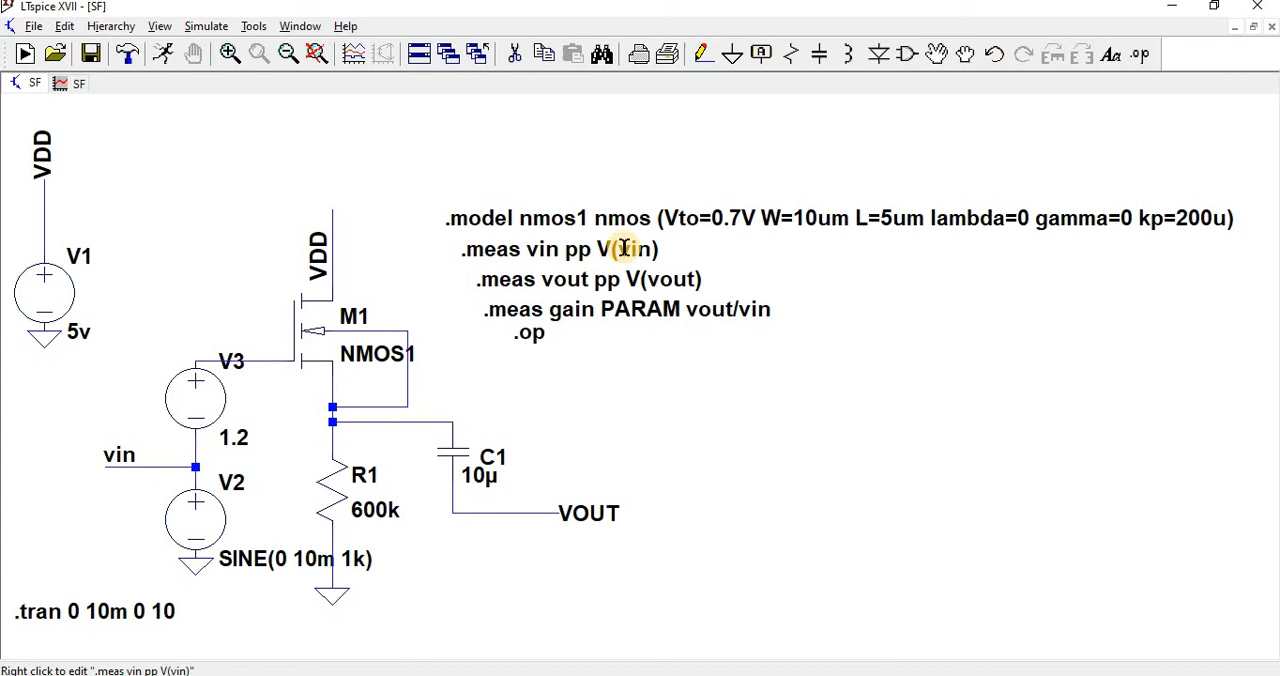 LTspice XVII - [SF]
File Edit Hierarchy View Simulate Tools Window Help
Aa .op
SF SF
VDD
V1
5v
VDD
M1
NMOS1
V3
1.2
vin
V2
SINE(0 10m 1k)
R1
600k
C1
10µ
VOUT
.model nmos1 nmos (Vto=0.7V W=10um L=5um lambda=0 gamma=0 kp=200u)
.meas vin pp V(vin)
.meas vout pp V(vout)
.meas gain PARAM vout/vin
.op
.tran 0 10m 0 10
Right click to edit ".meas vin pp V(vin)"